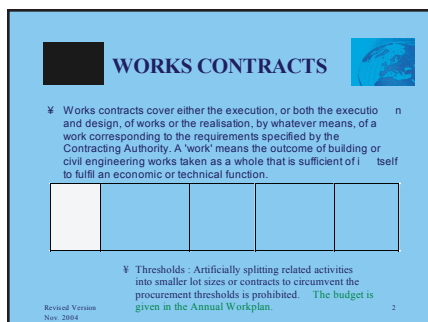 WORKS CONTRACTS
¥ Works contracts cover either the execution, or both the executio n
and design, of works or the realisation, by whatever means, of a
work corresponding to the requirements specified by the
Contracting Authority. A 'work' means the outcome of building or
civil engineering works taken as a whole that is sufficient of i tself
to fulfil an economic or technical function.
¥ Thresholds : Artificially splitting related activities
into smaller lot sizes or contracts to circumvent the
procurement thresholds is prohibited. The budget is
given in the Annual Workplan.
Revised Version
Nov. 2004
2